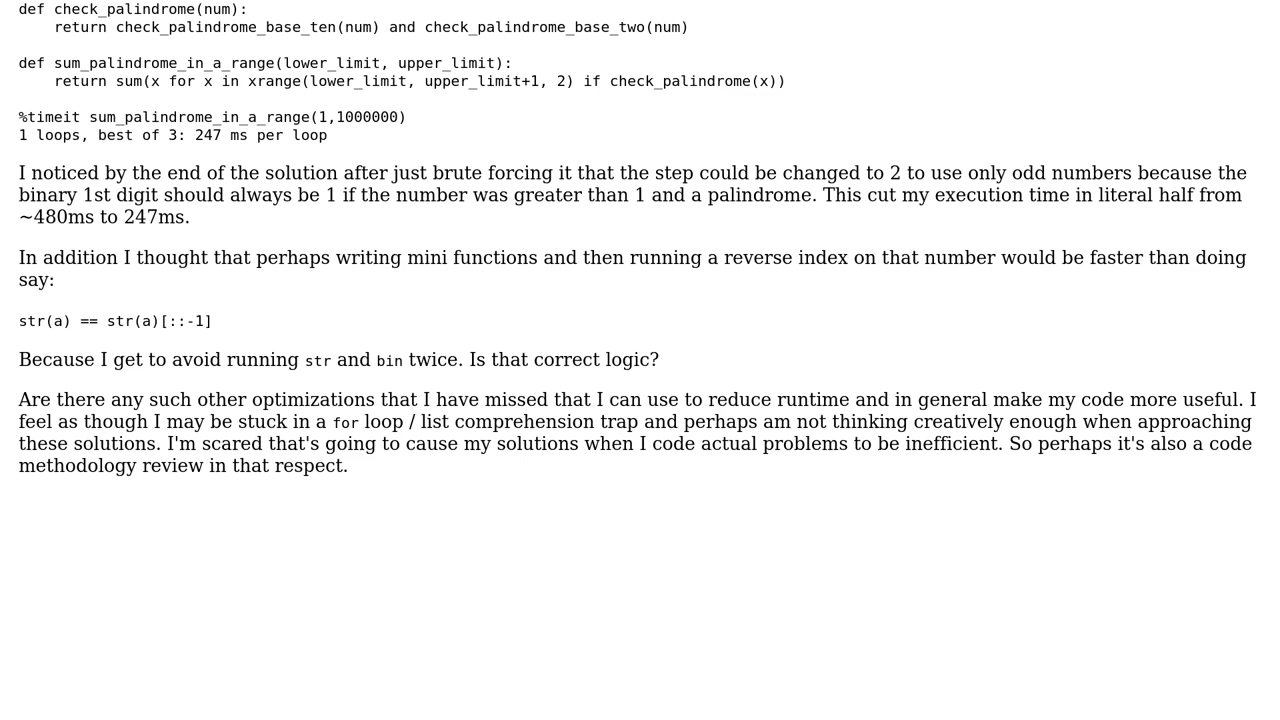 def check_palindrome(num):
    return check_palindrome_base_ten(num) and check_palindrome_base_two(num)
def sum_palindrome_in_a_range(lower_limit, upper_limit):
    return sum(x for x in xrange(lower_limit, upper_limit+1, 2) if check_palindrome(x))
%timeit sum_palindrome_in_a_range(1,1000000)
1 loops, best of 3: 247 ms per loop
I noticed by the end of the solution after just brute forcing it that the step could be changed to 2 to use only odd numbers because the
binary 1st digit should always be 1 if the number was greater than 1 and a palindrome. This cut my execution time in literal half from
~480ms to 247ms.
In addition I thought that perhaps writing mini functions and then running a reverse index on that number would be faster than doing
say:
str(a) == str(a)[::-1]
Because I get to avoid running str and bin twice. Is that correct logic?
Are there any such other optimizations that I have missed that I can use to reduce runtime and in general make my code more useful. I
feel as though I may be stuck in a for loop / list comprehension trap and perhaps am not thinking creatively enough when approaching
these solutions. I'm scared that's going to cause my solutions when I code actual problems to be inefficient. So perhaps it's also a code
methodology review in that respect.